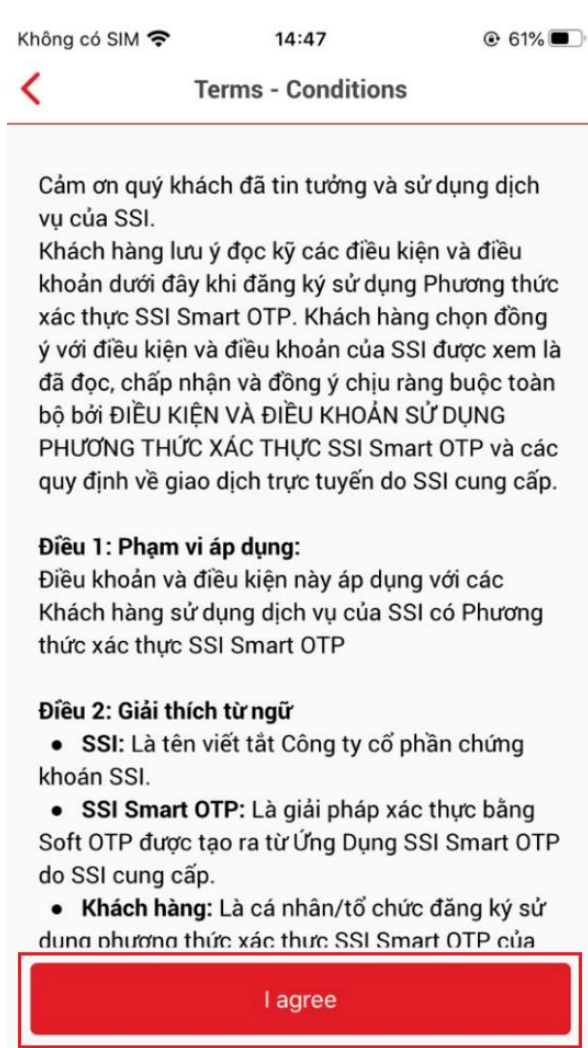 Không có SIM 14:47 61%
Terms - Conditions
Cảm ơn quý khách đã tin tưởng và sử dụng dịch
vụ của SSI.
Khách hàng lưu ý đọc kỹ các điều kiện và điều
khoản dưới đây khi đăng ký sử dụng Phương thức
xác thực SSI Smart OTP. Khách hàng chọn đồng
ý với điều kiện và điều khoản của SSI được xem là
đã đọc, chấp nhận và đồng ý chịu ràng buộc toàn
bộ bởi ĐIỀU KIỆN VÀ ĐIỀU KHOẢN SỬ DỤNG
PHƯƠNG THỨC XÁC THỰC SSI Smart OTP và các
quy định về giao dịch trực tuyến do SSI cung cấp.
Điều 1: Phạm vi áp dụng:
Điều khoản và điều kiện này áp dụng với các
Khách hàng sử dụng dịch vụ của SSI có Phương
thức xác thực SSI Smart OTP
Điều 2: Giải thích từ ngữ
● SSI: Là tên viết tắt Công ty cổ phần chứng
khoán SSI.
● SSI Smart OTP: Là giải pháp xác thực bằng
Soft OTP được tạo ra từ Ứng Dụng SSI Smart OTP
do SSI cung cấp.
● Khách hàng: Là cá nhân/tổ chức đăng ký sử
dụng phương thức xác thực SSI Smart OTP của
I agree